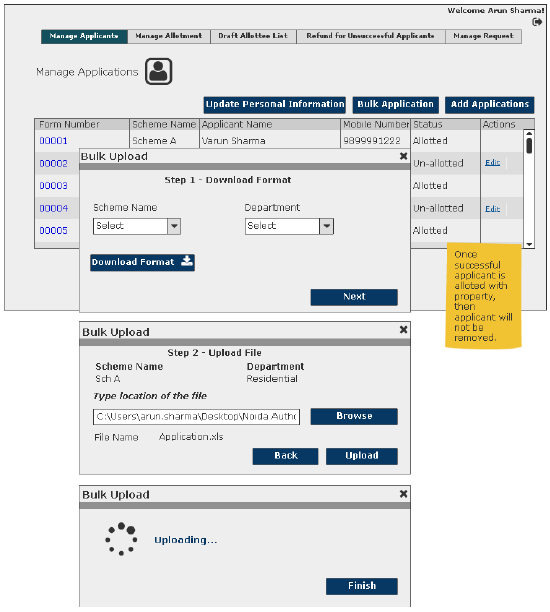 Welcome Arun Sharma!
Manage Applicants Manage Allotment Draft Allottee List Refund for Unsuccessful Applicants Manage Request
Manage Applications
Update Personal Information Bulk Application Add Applications
Form Number Scheme Name Applicant Name Mobile Number Status Actions
00001 Scheme A Varun Sharma 9899991222 Allotted
00002 Un-allotted Edit
00003 Allotted
00004 Un-allotted Edit
00005 Allotted
Bulk Upload
Step 1 - Download Format
Scheme Name Department
Select Select
Download Format
Next
Once
successful
applicant is
alloted with
property,
then
applicant will
not be
removed.
Bulk Upload
Step 2 - Upload File
Scheme Name Department
Sch A Residential
Type location of the file
C:\Users\arun.sharma\Desktop\Noida Autho Browse
File Name Application.xls
Back Upload
Bulk Upload
Uploading...
Finish